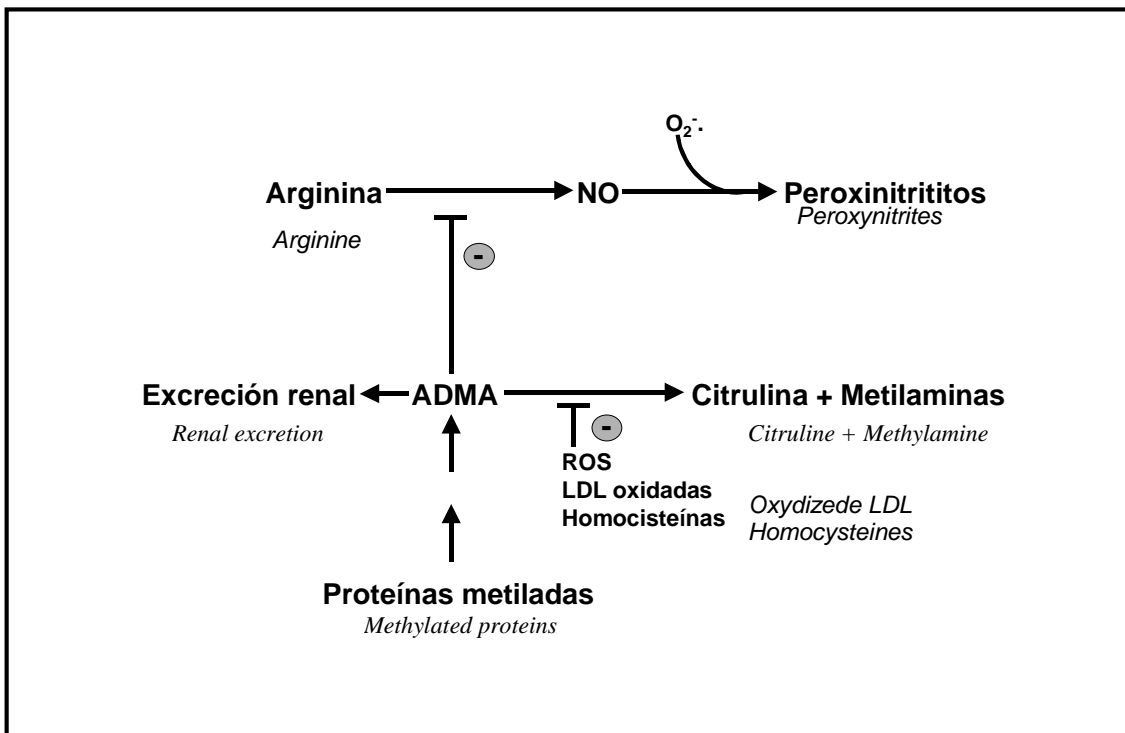 O₂⁻.
Arginina
NO
Peroxinitrititos
Peroxynitrites
Arginine
-
Excreción renal
ADMA
Citrulina + Metilaminas
Renal excretion
-
Citruline + Methylamine
ROS
LDL oxidadas
Homocisteínas
Oxydizede LDL
Homocysteines
Proteínas metiladas
Methylated proteins